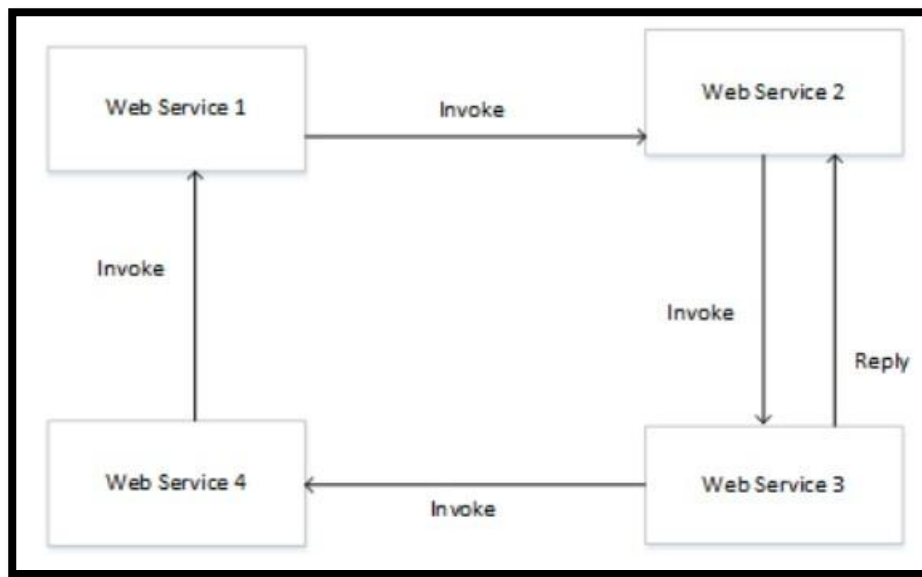 Web Service 1
Invoke
Web Service 2
Invoke
Invoke
Reply
Web Service 4
Invoke
Web Service 3